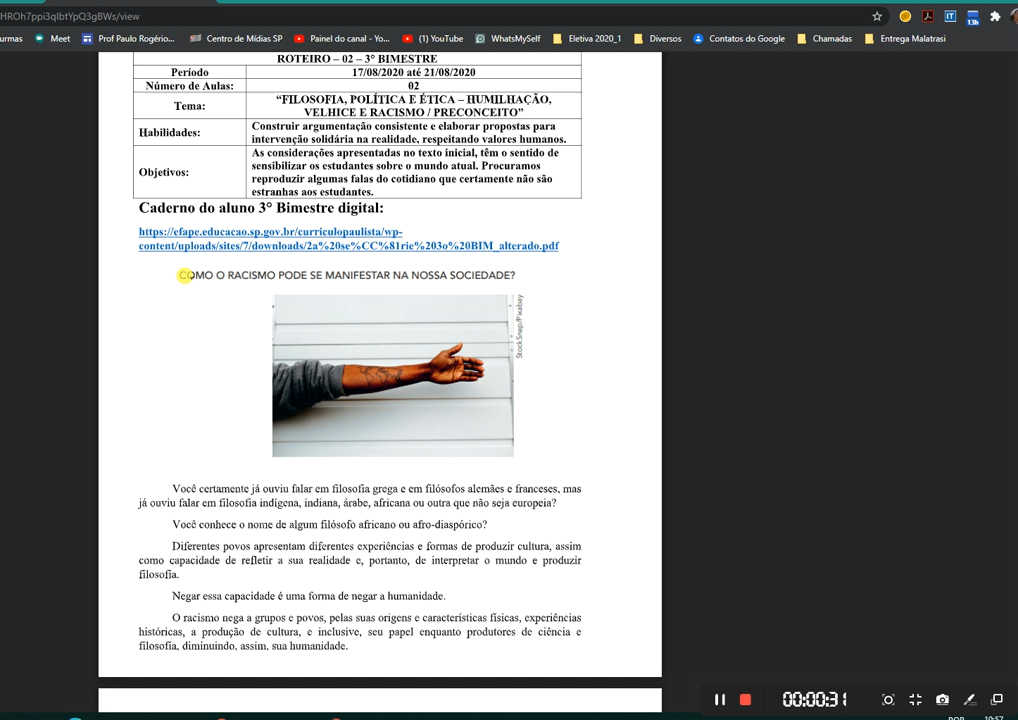 HROh7ppi3qIbtYpQ3gBWs/view
urmas Meet Prof Paulo Rogério... Centro de Mídias SP Painel do canal - Yo... (1) YouTube WhatsMySelf Eletiva 2020_1 Diversos Contatos do Google Chamadas Entrega Malatrasi
13h
ROTEIRO – 02 – 3° BIMESTRE
Período 17/08/2020 até 21/08/2020
Número de Aulas: 02
Tema: “FILOSOFIA, POLÍTICA E ÉTICA – HUMILHAÇÃO,
VELHICE E RACISMO / PRECONCEITO”
Habilidades: Construir argumentação consistente e elaborar propostas para
intervenção solidária na realidade, respeitando valores humanos.
Objetivos: As considerações apresentadas no texto inicial, têm o sentido de
sensibilizar os estudantes sobre o mundo atual. Procuramos
reproduzir algumas falas do cotidiano que certamente não são
estranhas aos estudantes.
Caderno do aluno 3° Bimestre digital:
https://efape.educacao.sp.gov.br/curriculopaulista/wp-
content/uploads/sites/7/downloads/2a%20se%CC%81rie%203o%20BIM_alterado.pdf
COMO O RACISMO PODE SE MANIFESTAR NA NOSSA SOCIEDADE?
StockSnap/Pixabay
Você certamente já ouviu falar em filosofia grega e em filósofos alemães e franceses, mas
já ouviu falar em filosofia indígena, indiana, árabe, africana ou outra que não seja europeia?
Você conhece o nome de algum filósofo africano ou afro-diaspórico?
Diferentes povos apresentam diferentes experiências e formas de produzir cultura, assim
como capacidade de refletir a sua realidade e, portanto, de interpretar o mundo e produzir
filosofia.
Negar essa capacidade é uma forma de negar a humanidade.
O racismo nega a grupos e povos, pelas suas origens e características físicas, experiências
históricas, a produção de cultura, e inclusive, seu papel enquanto produtores de ciência e
filosofia, diminuindo, assim, sua humanidade.
00:00:31
POR 10:57